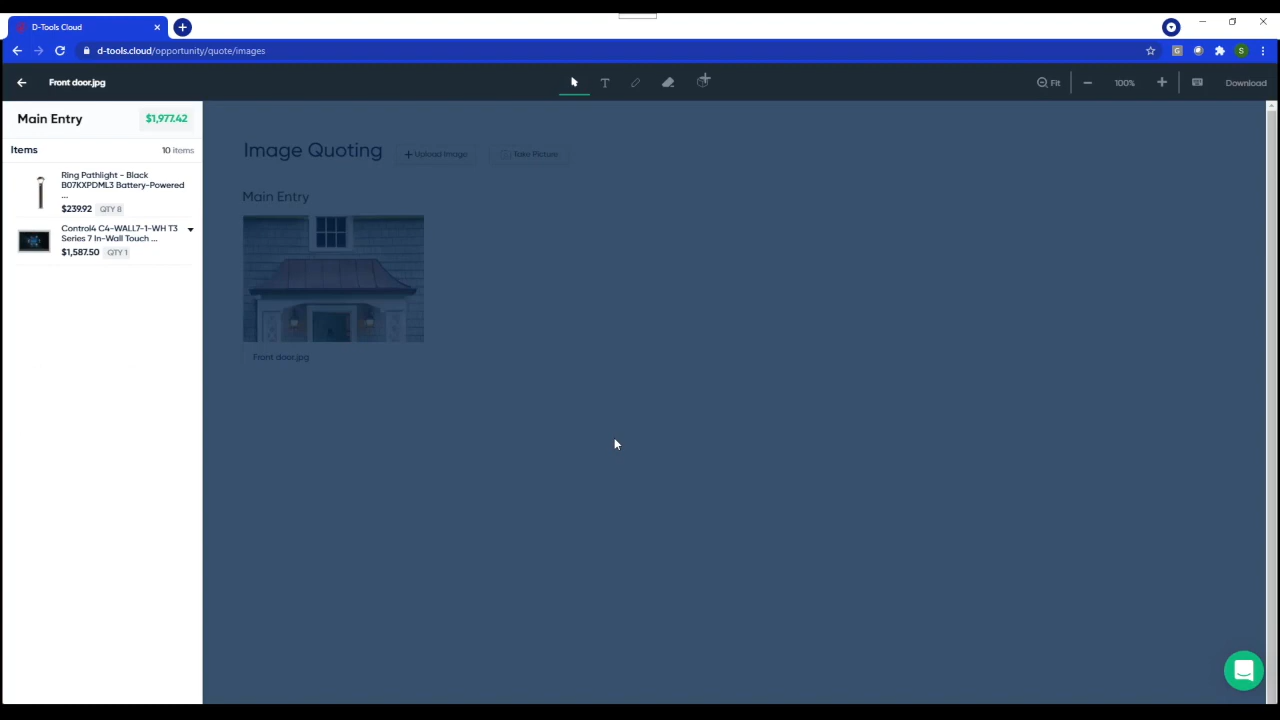 D-Tools Cloud
d-tools.cloud/opportunity/quote/images
G
S
Front door.jpg
T
Fit
100%
Download
Main Entry
$1,977.42
Items
10 items
Ring Pathlight - Black
B07KXPDML3 Battery-Powered
...
$239.92 QTY 8
Control4 C4-WALL7-1-WH T3
Series 7 In-Wall Touch ...
$1,587.50 QTY 1
Image Quoting
+ Upload Image
Take Picture
Main Entry
Front door.jpg